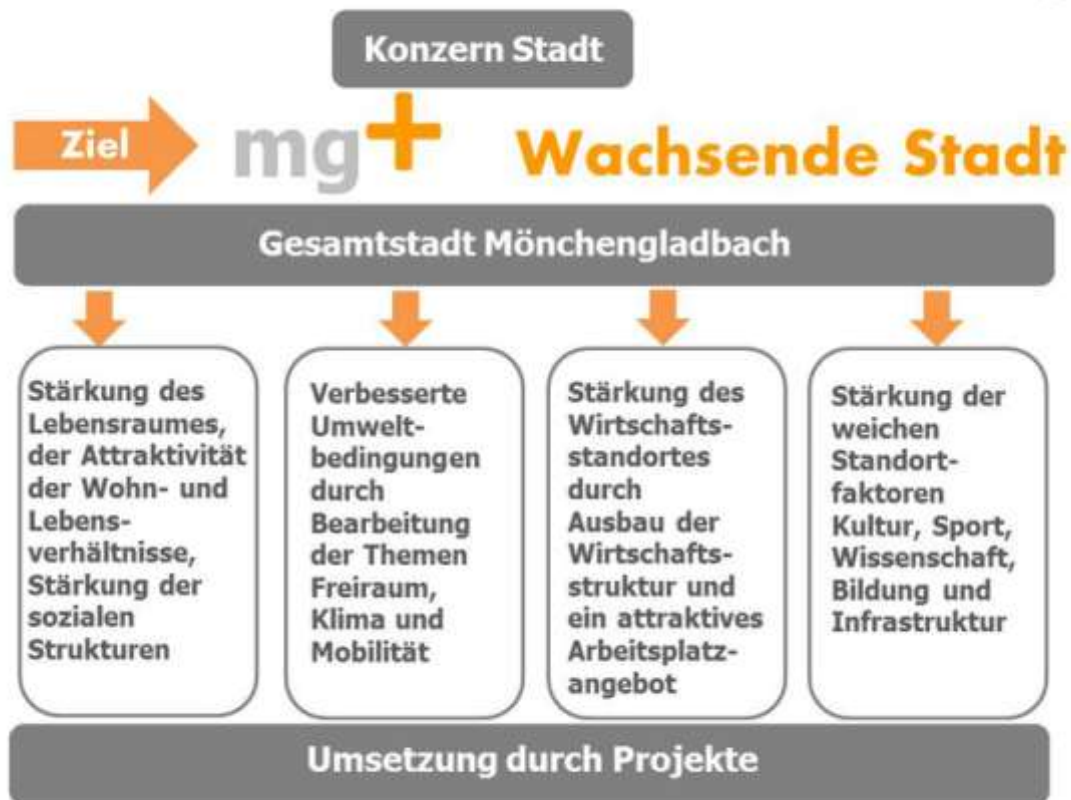 Konzern Stadt
Ziel
mg+
Wachsende Stadt
Gesamtstadt Mönchengladbach
Stärkung des
Lebensraumes,
der Attraktivität
der Wohn- und
Lebens-
verhältnisse,
Stärkung der
sozialen
Strukturen
Verbesserte
Umwelt-
bedingungen
durch
Bearbeitung
der Themen
Freiraum,
Klima und
Mobilität
Stärkung des
Wirtschafts-
standortes
durch
Ausbau der
Wirtschafts-
struktur und
ein attraktives
Arbeitsplatz-
angebot
Stärkung der
weichen
Standort-
faktoren
Kultur, Sport,
Wissenschaft,
Bildung und
Infrastruktur
Umsetzung durch Projekte